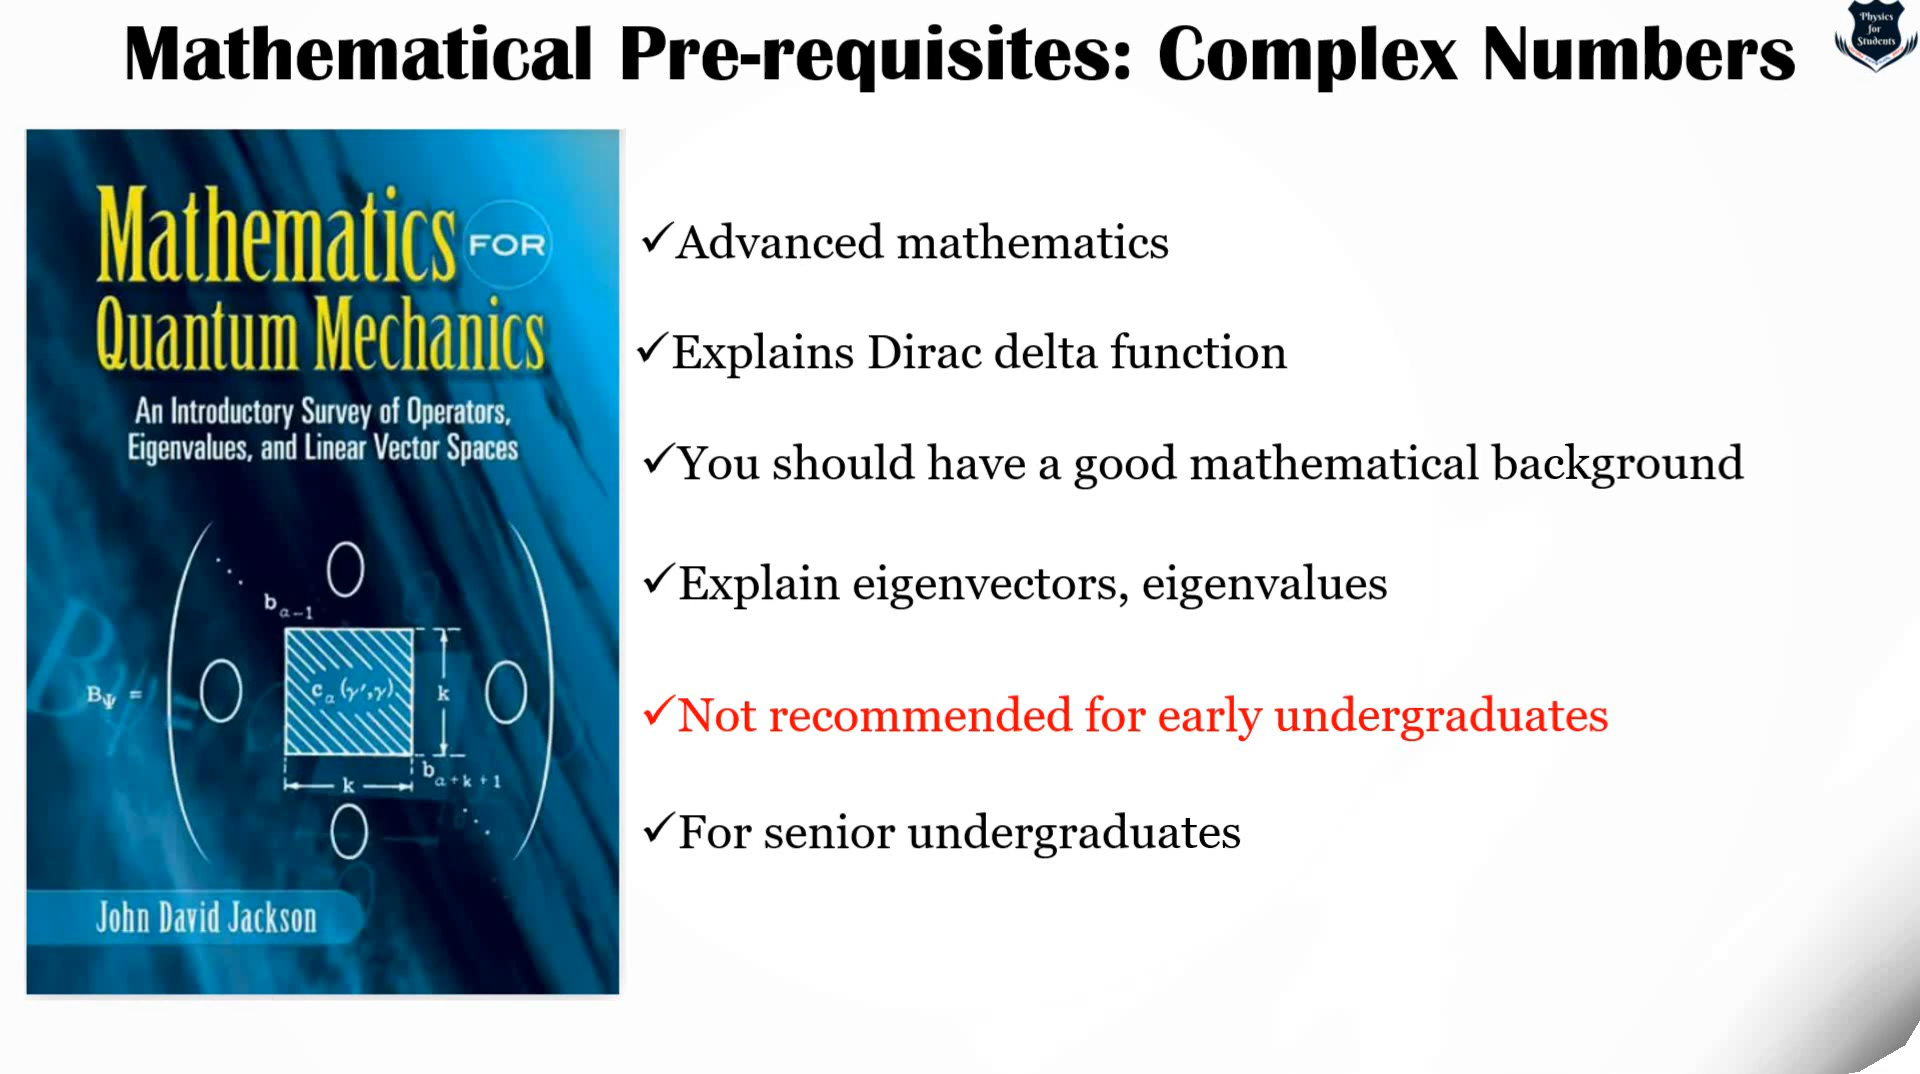 Mathematical Pre-requisites: Complex Numbers
Physics
for
Students
Mathematics FOR
Quantum Mechanics
An Introductory Survey of Operators,
Eigenvalues, and Linear Vector Spaces
b α-1
B Ψ =
c α (γ′,γ)
k
k
b α+k+1
John David Jackson
✓Advanced mathematics
✓Explains Dirac delta function
✓You should have a good mathematical background
✓Explain eigenvectors, eigenvalues
✓Not recommended for early undergraduates
✓For senior undergraduates